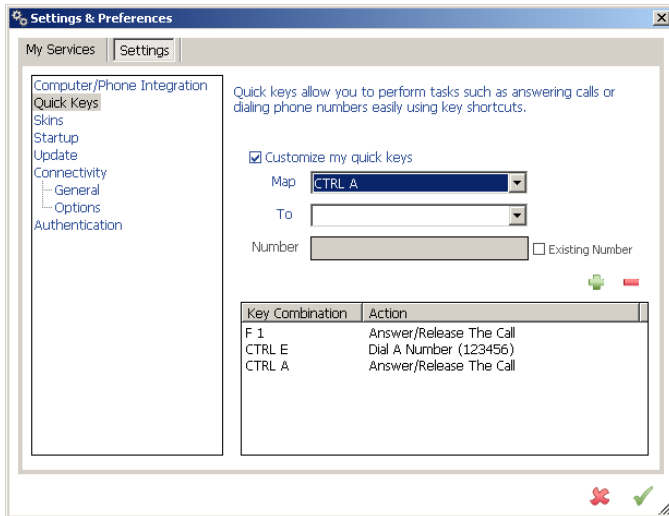 Settings & Preferences
My Services
Settings
Computer/Phone Integration
Quick Keys
Skins
Startup
Update
Connectivity
General
Options
Authentication
Quick keys allow you to perform tasks such as answering calls or
dialing phone numbers easily using key shortcuts.
Customize my quick keys
Map CTRL A
To
Number Existing Number
Key Combination Action
F 1 Answer/Release The Call
CTRL E Dial A Number (123456)
CTRL A Answer/Release The Call